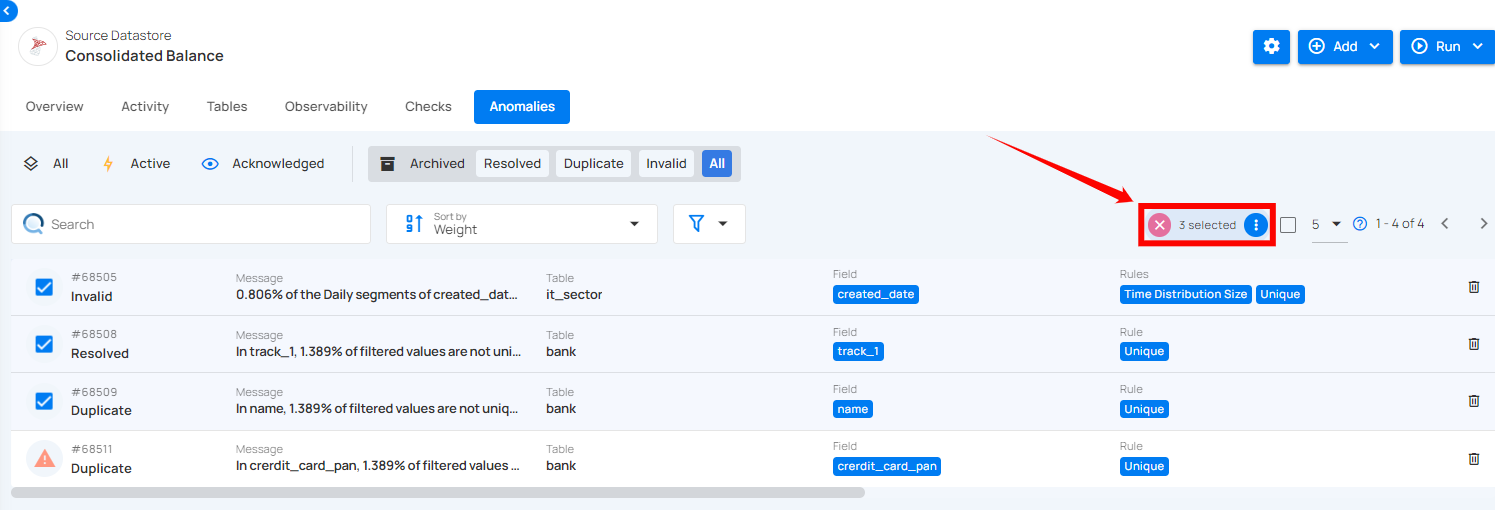 Source Datastore
Consolidated Balance
Add
Run
Overview Activity Tables Observability Checks Anomalies
All Active Acknowledged Archived Resolved Duplicate Invalid All
Search
Sort by
Weight
3 selected
5
1 - 4 of 4
#68505
Invalid
Message
0.806% of the Daily segments of created_dat...
Table
it_sector
Field
created_date
Rules
Time Distribution Size Unique
#68508
Resolved
Message
In track_1, 1.389% of filtered values are not uni...
Table
bank
Field
track_1
Rule
Unique
#68509
Duplicate
Message
In name, 1.389% of filtered values are not uniq...
Table
bank
Field
name
Rule
Unique
#68511
Duplicate
Message
In crerdit_card_pan, 1.389% of filtered values ...
Table
bank
Field
crerdit_card_pan
Rule
Unique